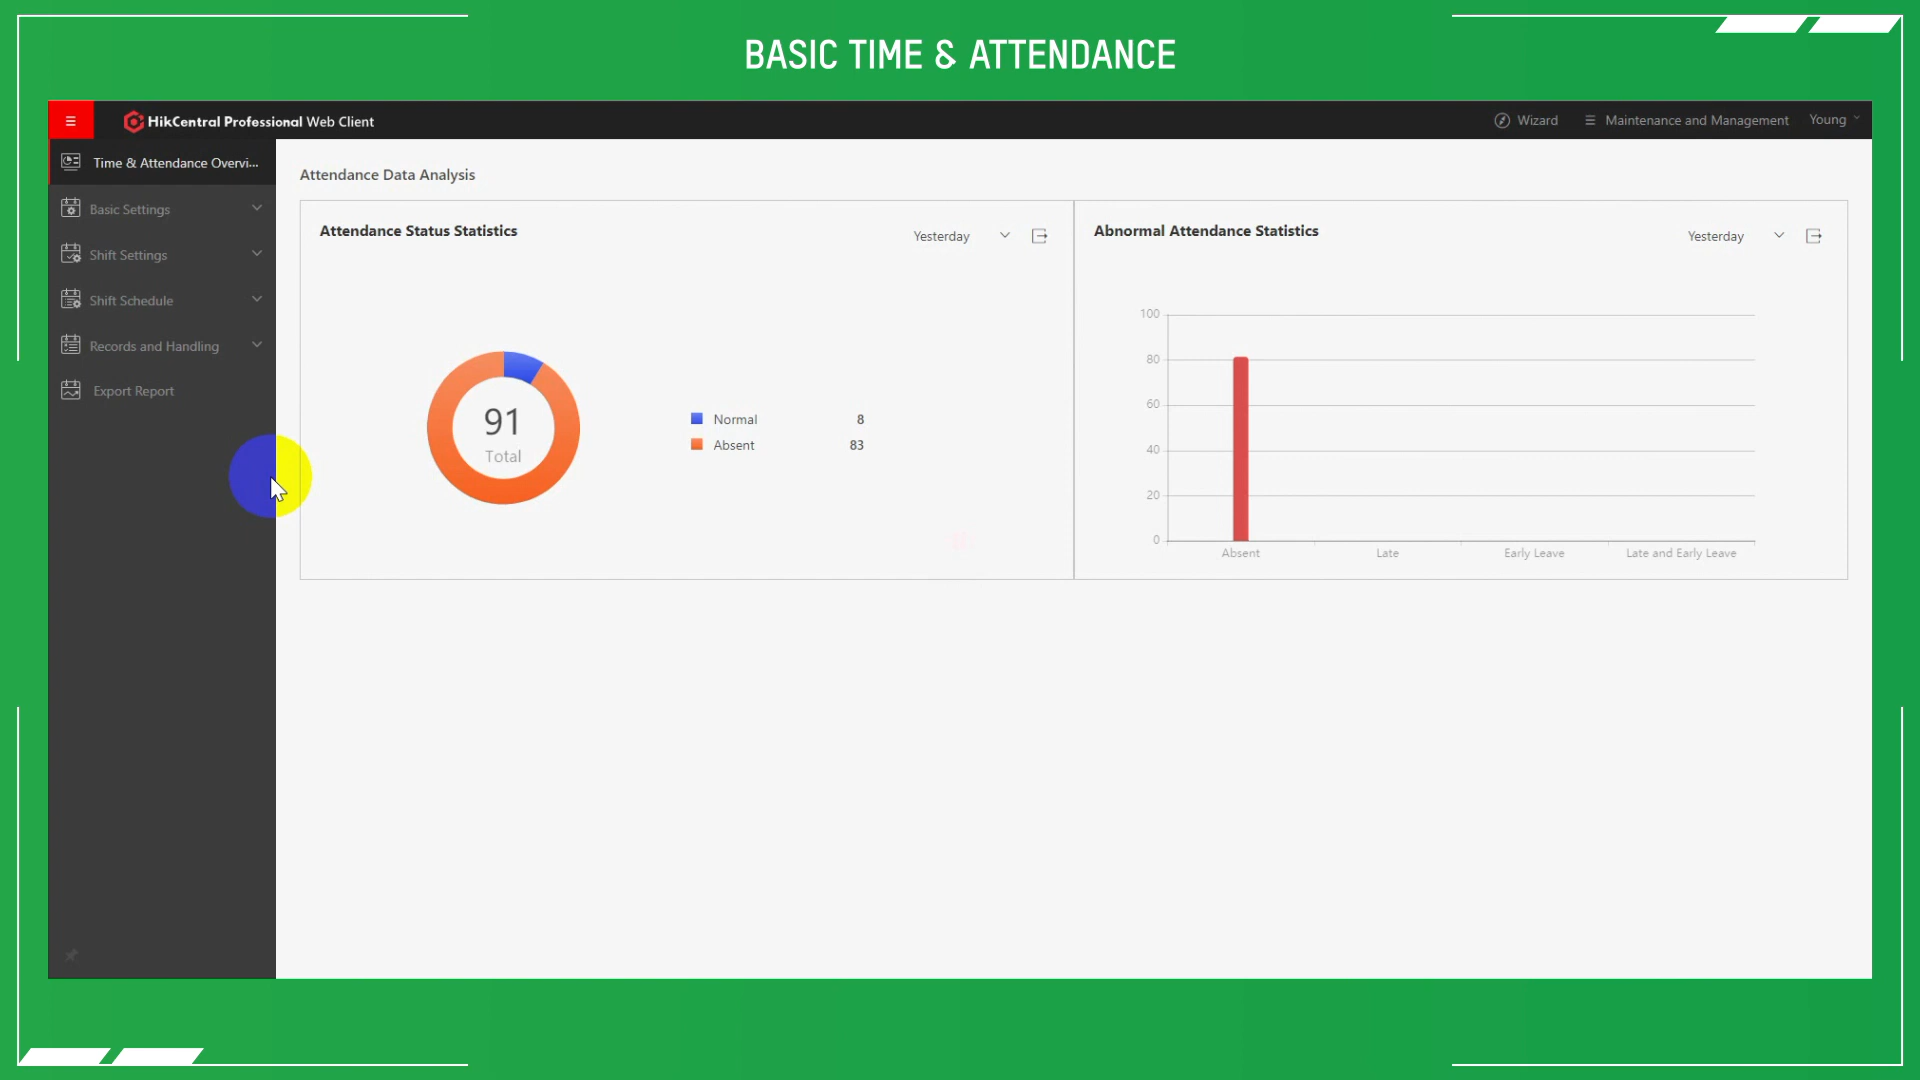 BASIC TIME & ATTENDANCE
HikCentral Professional Web Client
Wizard
Maintenance and Management
Young
Time & Attendance Overvi...
Basic Settings
Shift Settings
Shift Schedule
Records and Handling
Export Report
Attendance Data Analysis
Attendance Status Statistics
Yesterday
91
Total
Normal 8
Absent 83
Abnormal Attendance Statistics
Yesterday
100
80
60
40
20
0
Absent
Late
Early Leave
Late and Early Leave